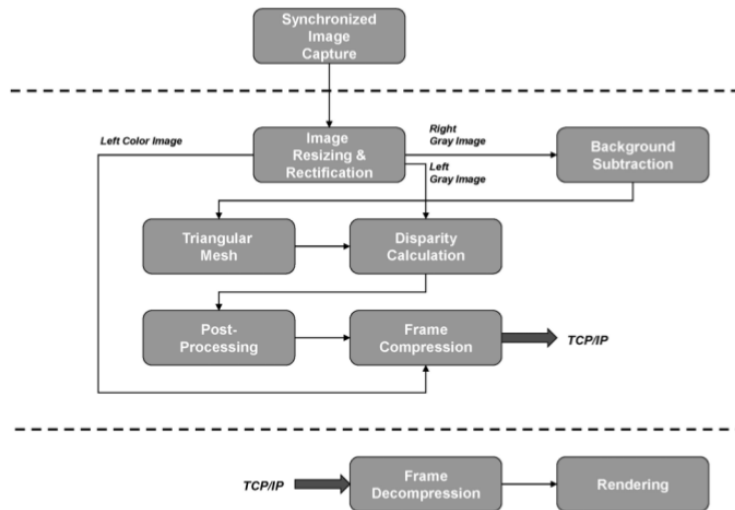 Synchronized
Image
Capture
Left Color Image
Image
Resizing &
Rectification
Right
Gray Image
Left
Gray Image
Background
Subtraction
Triangular
Mesh
Disparity
Calculation
Post-
Processing
Frame
Compression
TCP/IP
TCP/IP
Frame
Decompression
Rendering